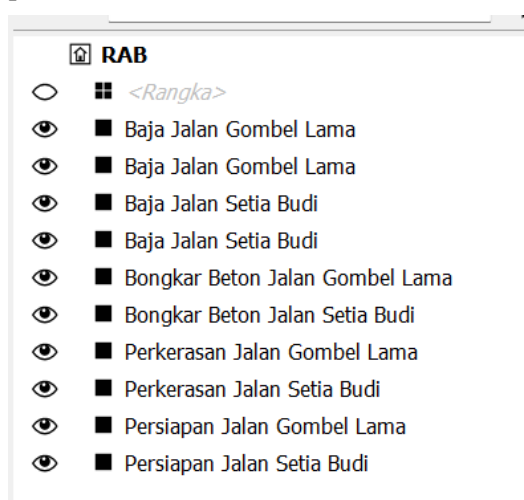 RAB
<Rangka>
Baja Jalan Gombel Lama
Baja Jalan Gombel Lama
Baja Jalan Setia Budi
Baja Jalan Setia Budi
Bongkar Beton Jalan Gombel Lama
Bongkar Beton Jalan Setia Budi
Perkerasan Jalan Gombel Lama
Perkerasan Jalan Setia Budi
Persiapan Jalan Gombel Lama
Persiapan Jalan Setia Budi